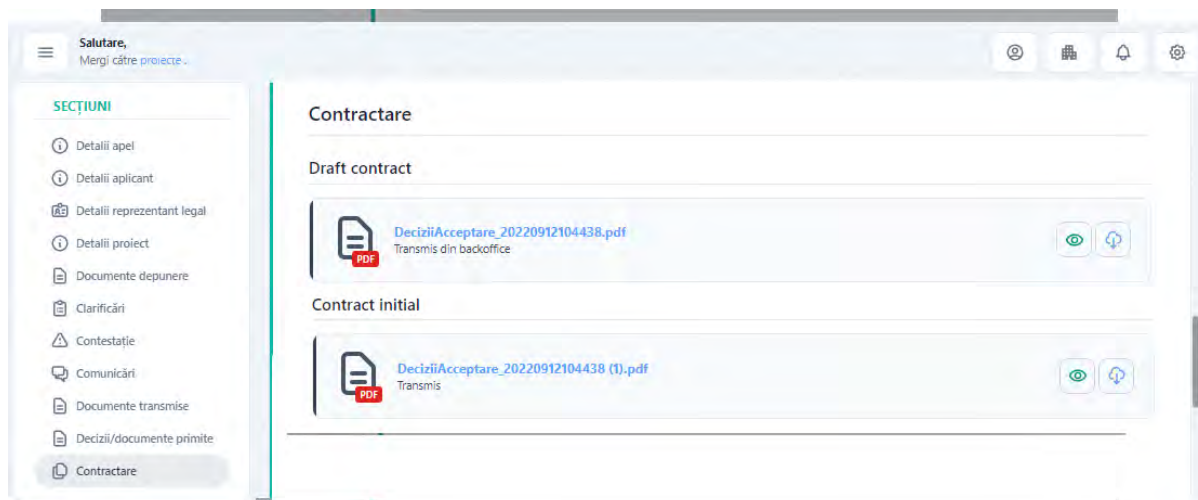 Salutare,
Mergi către proiecte .
SECȚIUNI
Detalii apel
Detalii aplicant
Detalii reprezentant legal
Detalii proiect
Documente depunere
Clarificări
Contestație
Comunicări
Documente transmise
Decizii/documente primite
Contractare
Contractare
Draft contract
PDF
DeciziiAcceptare_20220912104438.pdf
Transmis din backoffice
Contract initial
PDF
DeciziiAcceptare_20220912104438 (1).pdf
Transmis